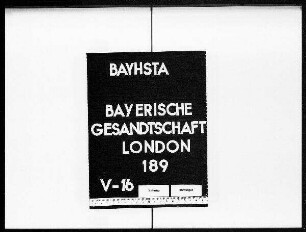 BAYHSTA
BAYERISCHE
GESANDTSCHAFT
LONDON
189
V-16